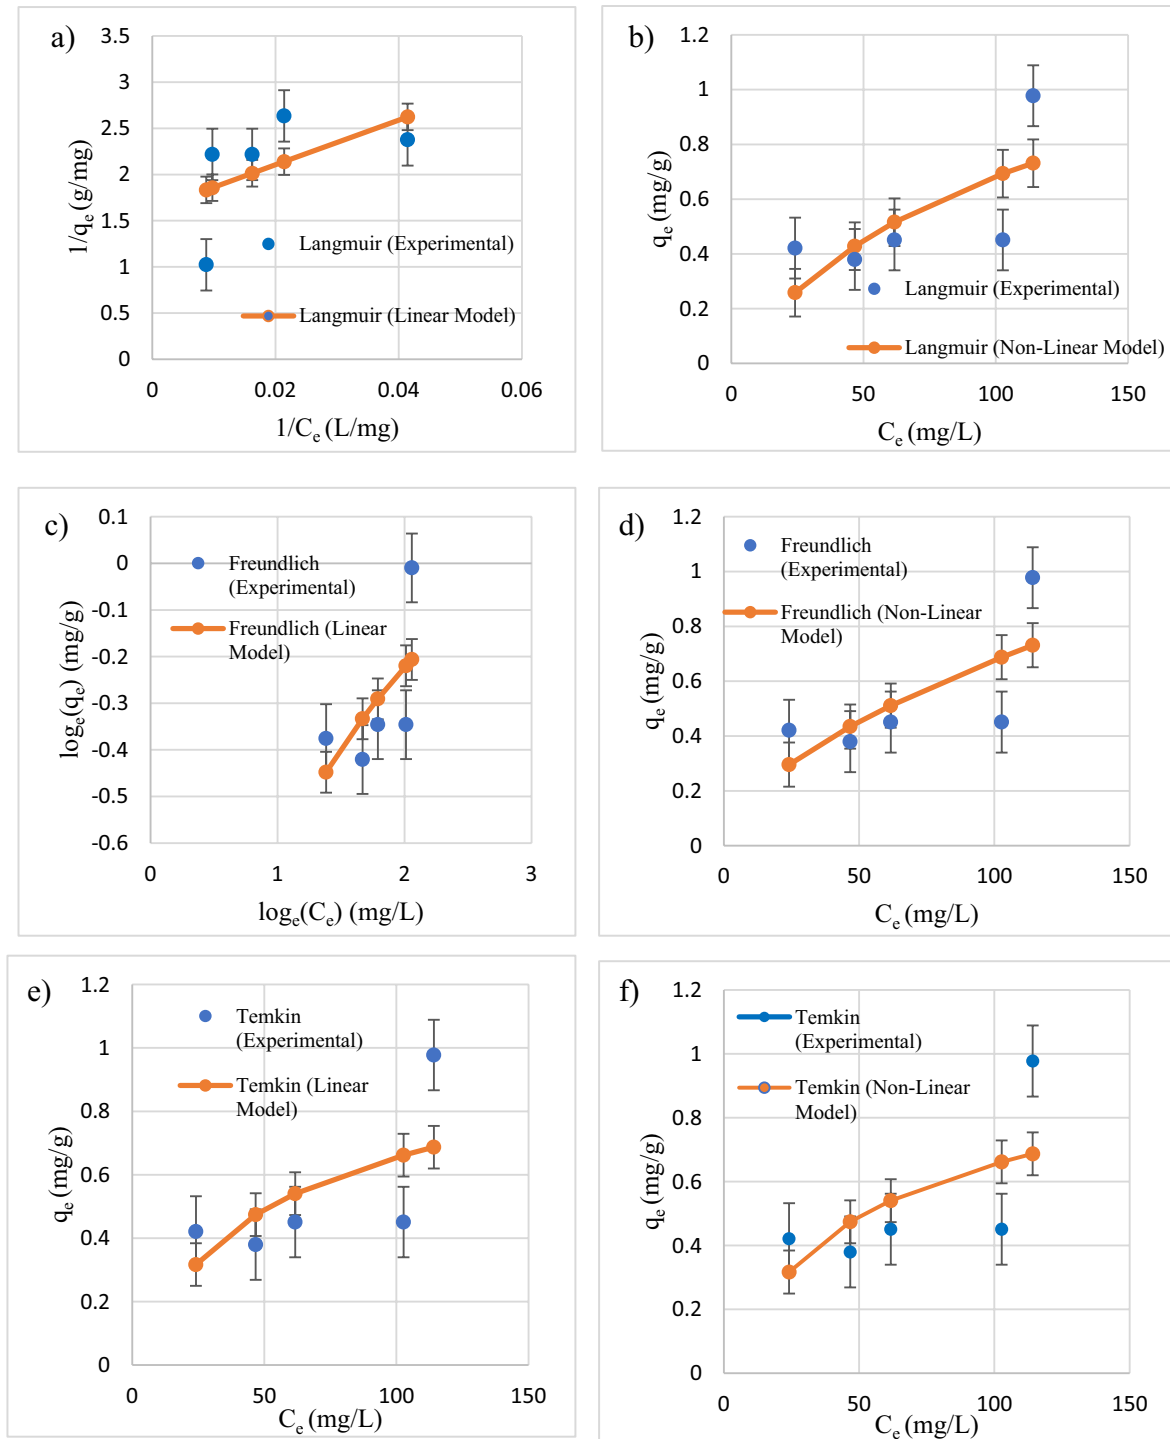 a)
3.5
3
2.5
2
1.5
1
0.5
0
1/qₑ (g/mg)
Langmuir (Experimental)
Langmuir (Linear Model)
0 0.02 0.04 0.06
1/Cₑ (L/mg)
b)
1.2
1
0.8
0.6
0.4
0.2
0
qₑ (mg/g)
Langmuir (Experimental)
Langmuir (Non-Linear Model)
0 50 100 150
Cₑ (mg/L)
c)
0.1
0
-0.1
-0.2
-0.3
-0.4
-0.5
-0.6
logₑ(qₑ) (mg/g)
Freundlich
(Experimental)
Freundlich (Linear
Model)
0 1 2 3
logₑ(Cₑ) (mg/L)
d)
1.2
1
0.8
0.6
0.4
0.2
0
qₑ (mg/g)
Freundlich
(Experimental)
Freundlich (Non-Linear
Model)
0 50 100 150
Cₑ (mg/L)
e)
1.2
1
0.8
0.6
0.4
0.2
0
qₑ (mg/g)
Temkin
(Experimental)
Temkin (Linear
Model)
0 50 100 150
Cₑ (mg/L)
f)
1.2
1
0.8
0.6
0.4
0.2
0
qₑ (mg/g)
Temkin
(Experimental)
Temkin (Non-Linear
Model)
0 50 100 150
Cₑ (mg/L)